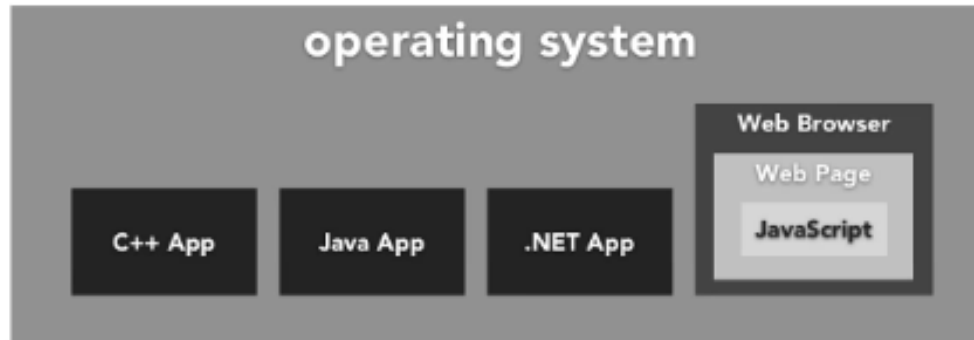 operating system
Web Browser
Web Page
JavaScript
C++ App
Java App
.NET App